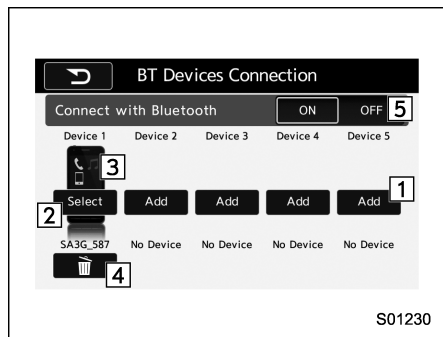 BT Devices Connection
Connect with Bluetooth ON OFF 5
Device 1 Device 2 Device 3 Device 4 Device 5
3
Select Add Add Add Add 1
2
SA3G_587 No Device No Device No Device No Device
4
S01230